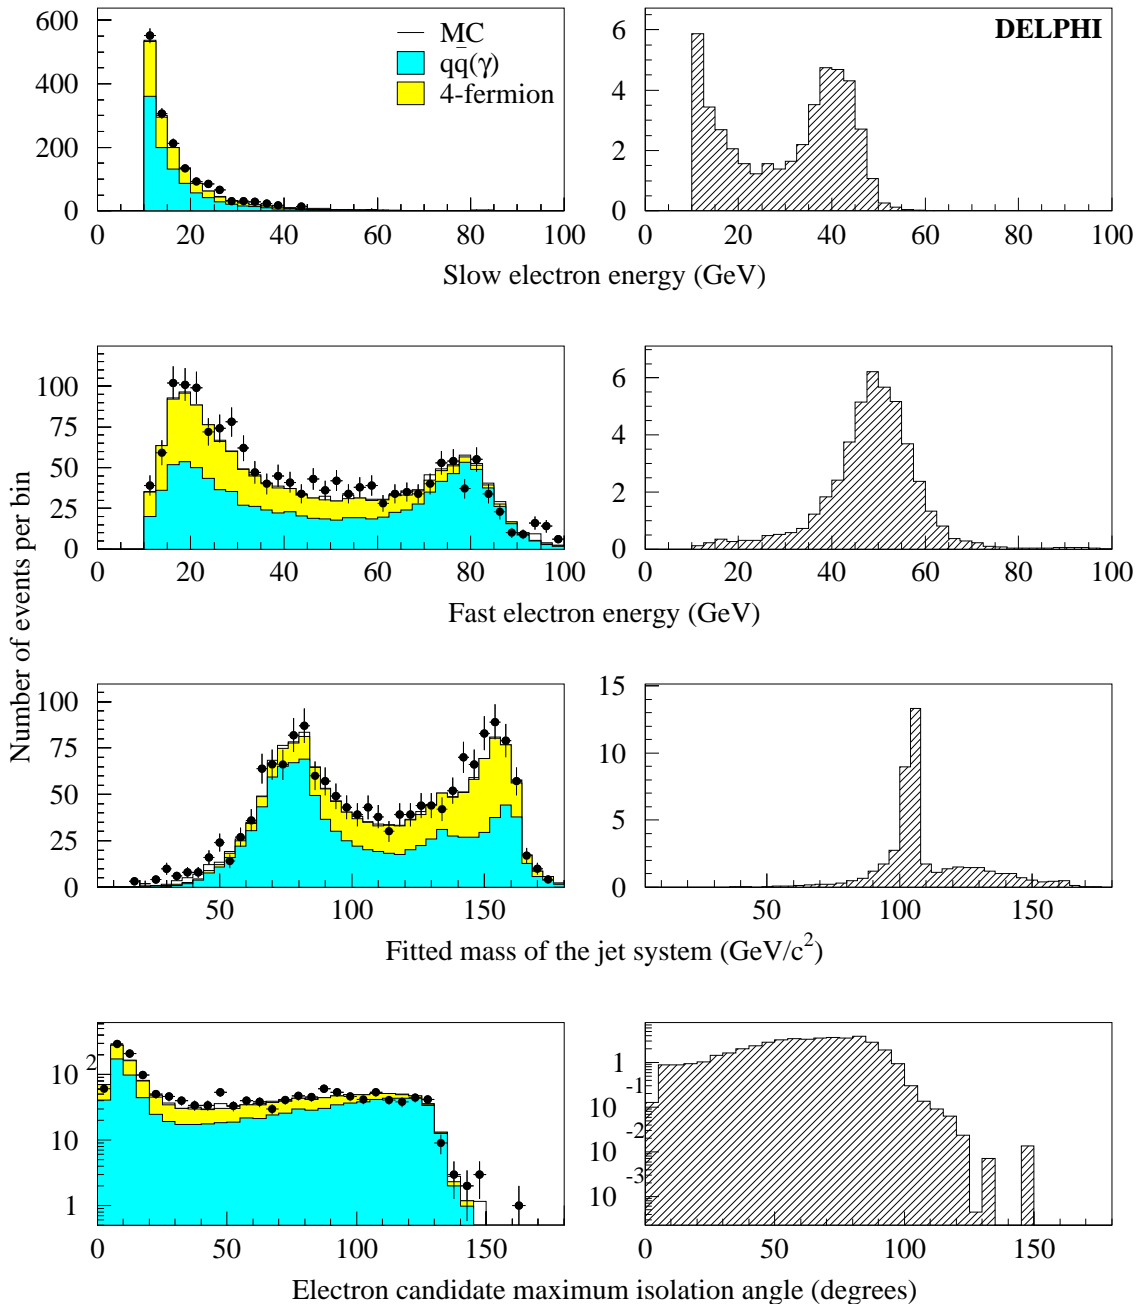 600
400
200
0
0 20 40 60 80 100
MC
qq̄(γ)
4-fermion
DELPHI
6
4
2
0
0 20 40 60 80 100
Slow electron energy (GeV)
Number of events per bin
100
75
50
25
0
0 20 40 60 80 100
6
4
2
0
0 20 40 60 80 100
Fast electron energy (GeV)
100
75
50
25
0
50 100 150
15
10
5
0
50 100 150
Fitted mass of the jet system (GeV/c²)
10²
10
1
0 50 100 150
1
10⁻¹
10⁻²
10⁻³
0 50 100 150
Electron candidate maximum isolation angle (degrees)